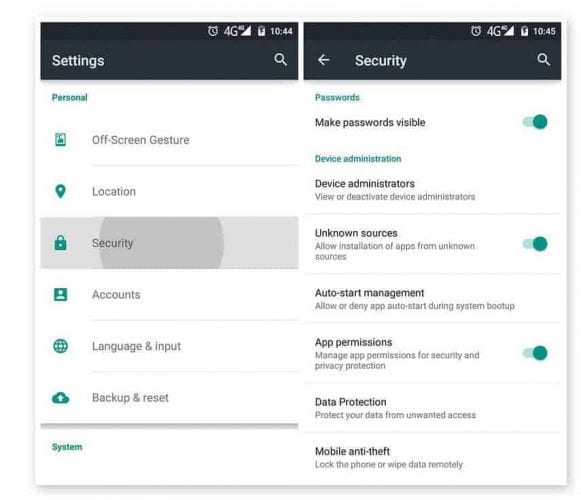 4G 10:44
Settings
Personal
Off-Screen Gesture
Location
Security
Accounts
Language & input
Backup & reset
System
4G 10:45
Security
Passwords
Make passwords visible
Device administration
Device administrators
View or deactivate device administrators
Unknown sources
Allow installation of apps from unknown
sources
Auto-start management
Allow or deny app auto-start during system bootup
App permissions
Manage app permissions for security and
privacy protection
Data Protection
Protect your data from unwanted access
Mobile anti-theft
Lock the phone or wipe data remotely